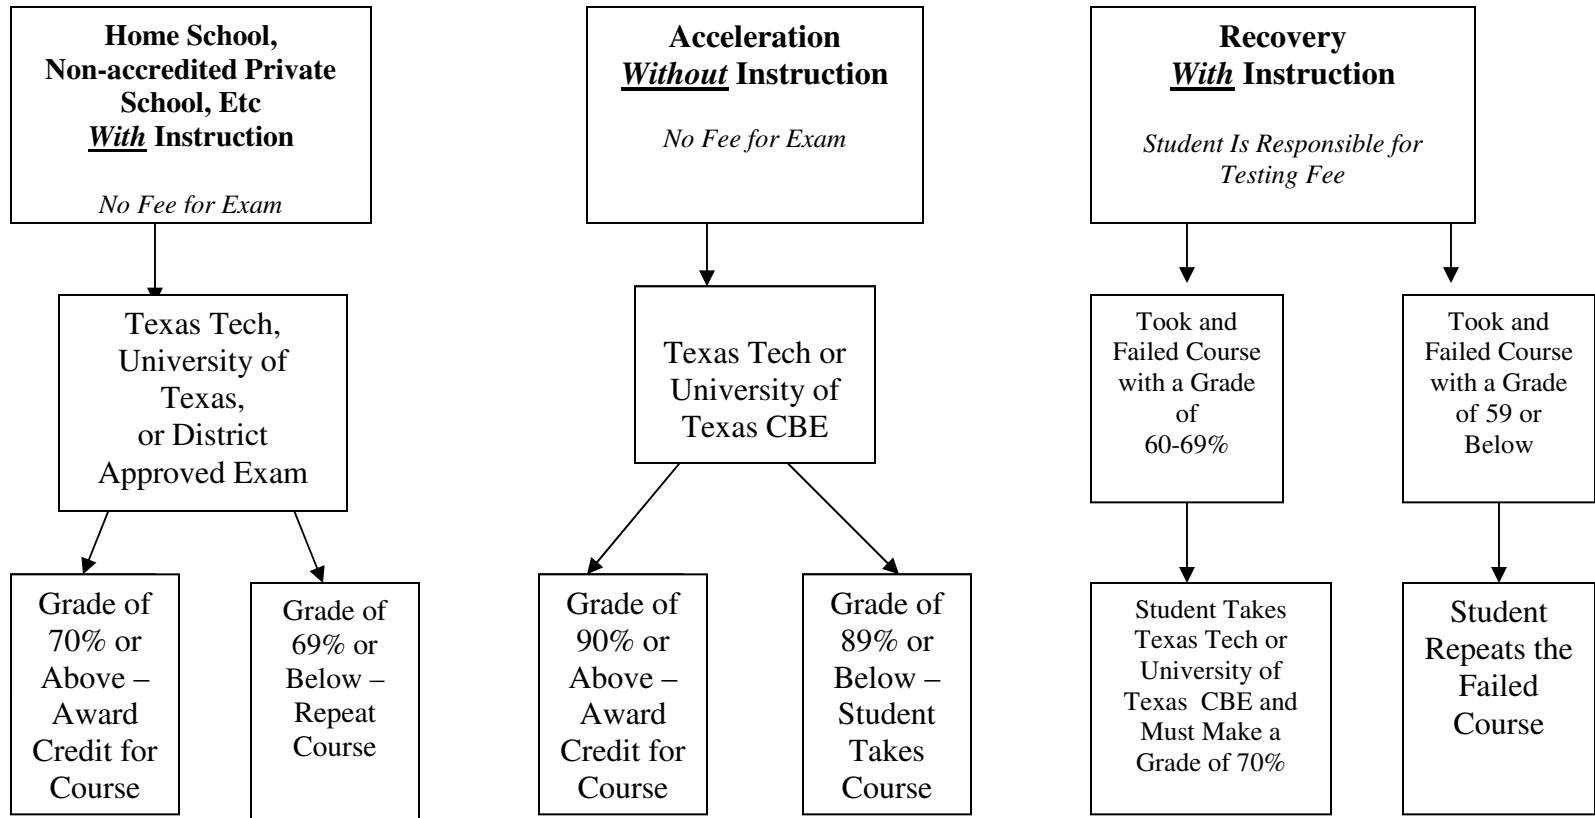 Home School,
Non-accredited Private
School, Etc
With Instruction
No Fee for Exam
Acceleration
Without Instruction
No Fee for Exam
Recovery
With Instruction
Student Is Responsible for
Testing Fee
Texas Tech,
University of
Texas,
or District
Approved Exam
Texas Tech or
University of
Texas CBE
Took and
Failed Course
with a Grade
of
60-69%
Took and
Failed Course
with a Grade
of 59 or
Below
Grade of
70% or
Above –
Award
Credit for
Course
Grade of
69% or
Below –
Repeat
Course
Grade of
90% or
Above –
Award
Credit for
Course
Grade of
89% or
Below –
Student
Takes
Course
Student Takes
Texas Tech or
University of
Texas CBE and
Must Make a
Grade of 70%
Student
Repeats the
Failed
Course